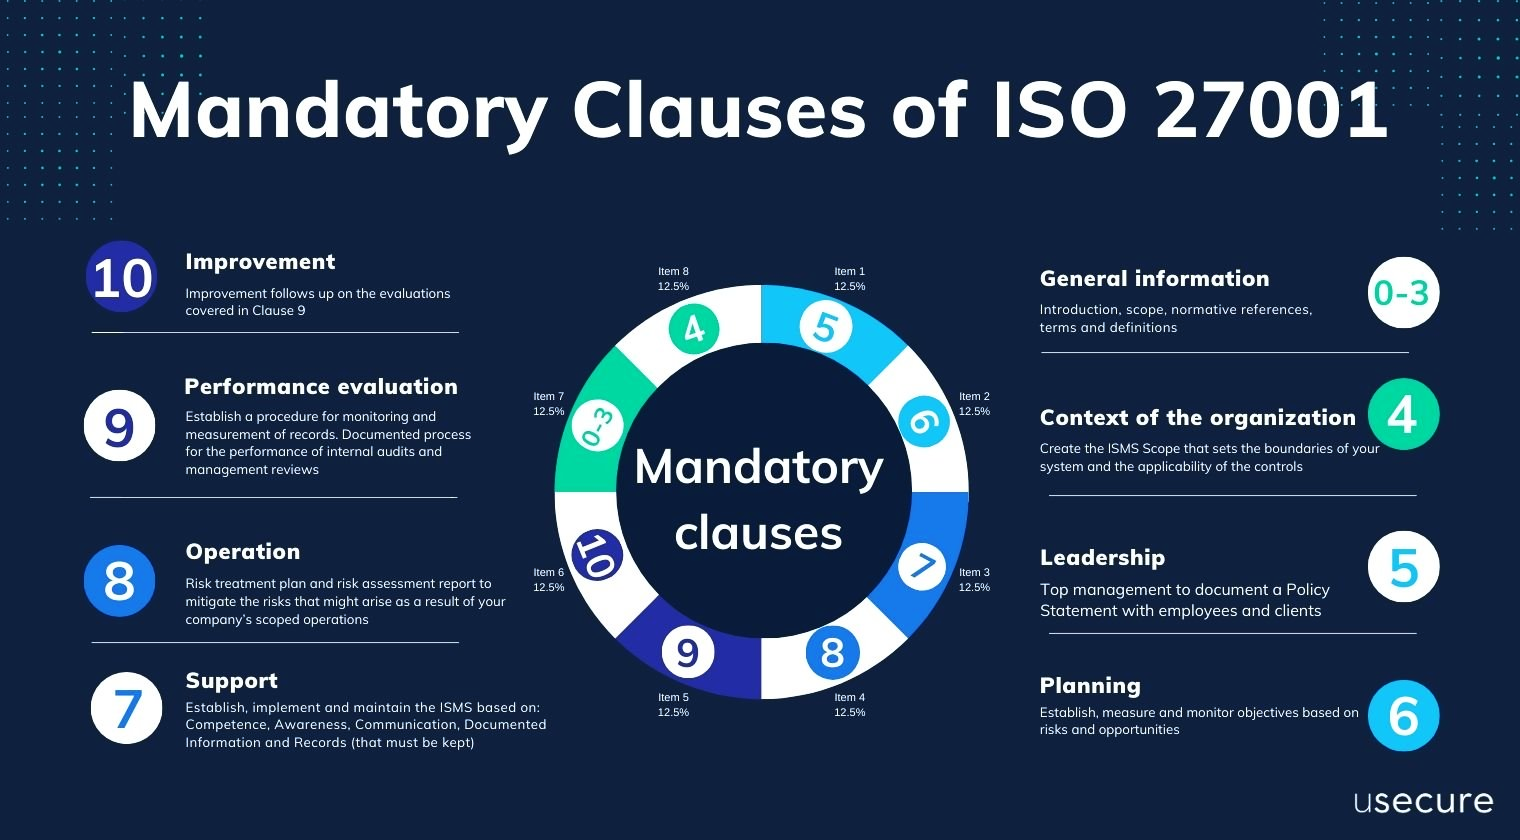 Mandatory Clauses of ISO 27001
10
Improvement
Improvement follows up on the evaluations
covered in Clause 9
9
Performance evaluation
Establish a procedure for monitoring and
measurement of records. Documented process
for the performance of internal audits and
management reviews
8
Operation
Risk treatment plan and risk assessment report to
mitigate the risks that might arise as a result of your
company's scoped operations
7
Support
Establish, implement and maintain the ISMS based on:
Competence, Awareness, Communication, Documented
Information and Records (that must be kept)
Item 8
12.5%
Item 1
12.5%
4
5
Item 7
12.5%
Item 2
12.5%
0-3
6
Mandatory
clauses
10
7
Item 6
12.5%
Item 3
12.5%
9
8
Item 5
12.5%
Item 4
12.5%
General information
0-3
Introduction, scope, normative references,
terms and definitions
Context of the organization
4
Create the ISMS Scope that sets the boundaries of your
system and the applicability of the controls
Leadership
5
Top management to document a Policy
Statement with employees and clients
Planning
6
Establish, measure and monitor objectives based on
risks and opportunities
usecure